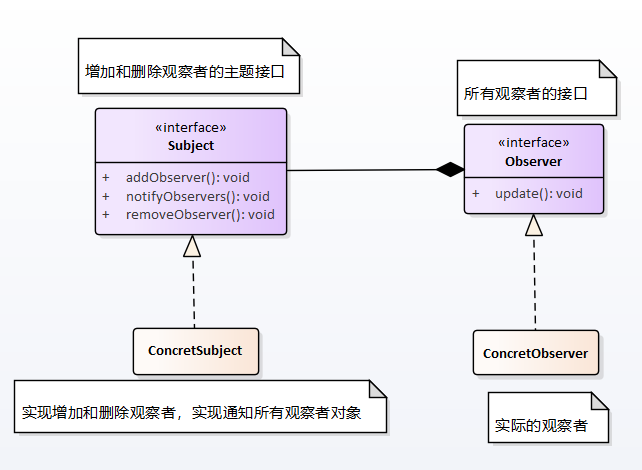 增加和删除观察者的主题接口
所有观察者的接口
«interface»
Subject
+ addObserver(): void
+ notifyObservers(): void
+ removeObserver(): void
«interface»
Observer
+ update(): void
ConcretSubject
ConcretObserver
实现增加和删除观察者，实现通知所有观察者对象
实际的观察者